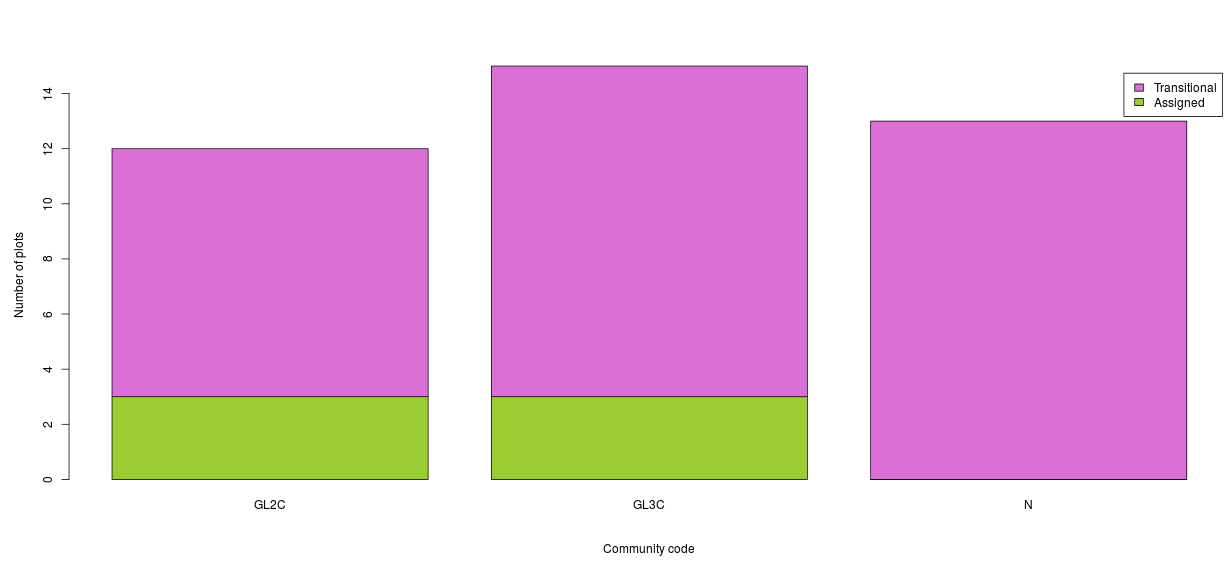 Transitional
Assigned
14
12
10
8
6
4
2
0
Number of plots
GL2C
GL3C
N
Community code